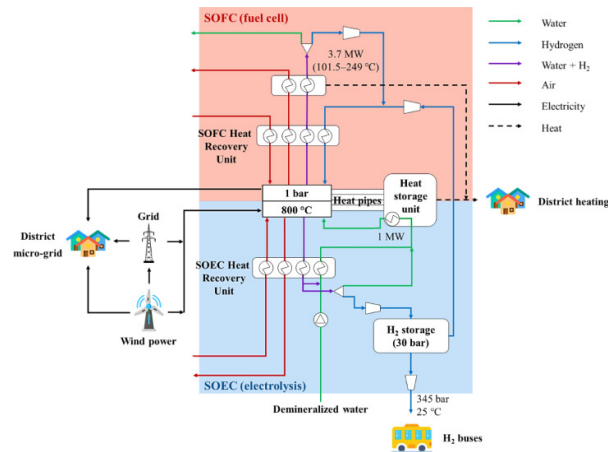 SOFC (fuel cell)
3.7 MW
(101.5–249 ℃)
SOFC Heat
Recovery
Unit
1 bar
800 ℃
Heat pipes
Heat
storage
unit
1 MW
District heating
Grid
District
micro-grid
Wind power
SOEC Heat
Recovery
Unit
H₂ storage
(30 bar)
SOEC (electrolysis)
Demineralized water
345 bar
25 ℃
H₂ buses
Water
Hydrogen
Water + H₂
Air
Electricity
Heat